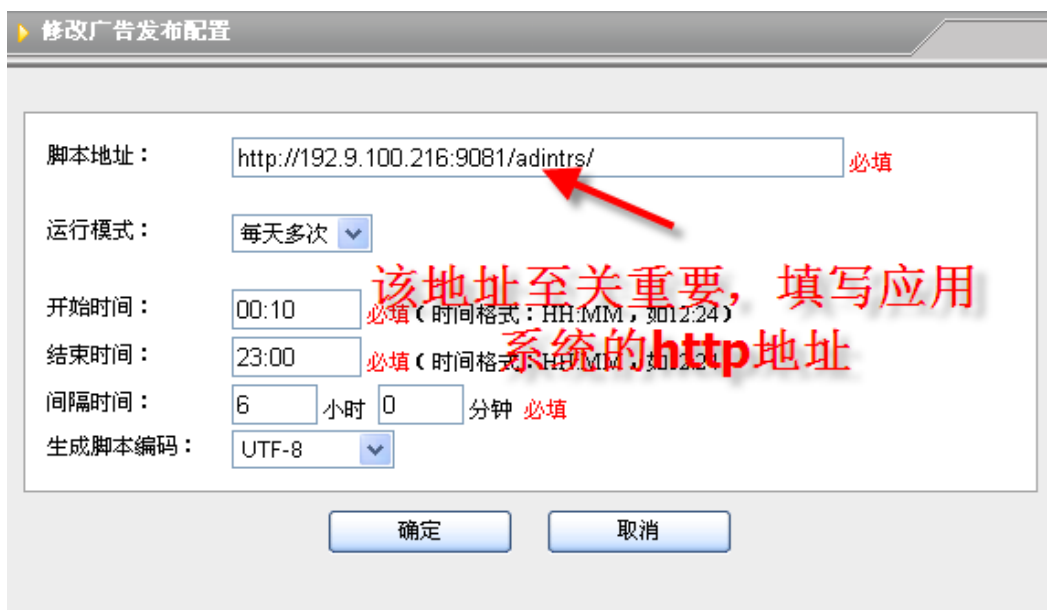 修改广告发布配置
脚本地址： http://192.9.100.216:9081/adintrs/ 必填
运行模式： 每天多次
该地址至关重要，填写应用
系统的http地址
开始时间： 00:10 必填(时间格式：HH:MM，如12:24)
结束时间： 23:00 必填(时间格式：HH:MM，如12:24
间隔时间： 6 小时 0 分钟 必填
生成脚本编码： UTF-8
确定 取消